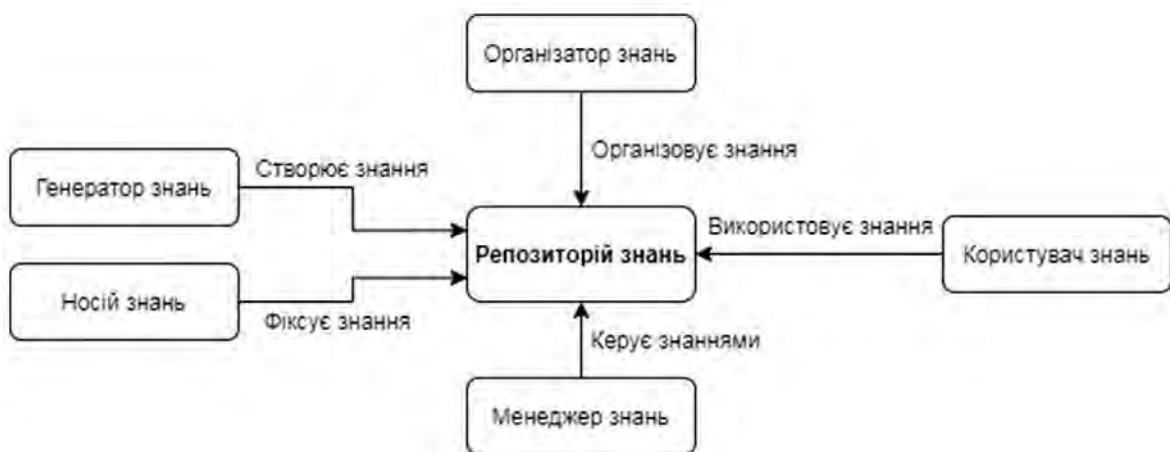 Організатор знань
Організовує знання
Генератор знань
Створює знання
Репозиторій знань
Використовує знання
Користувач знань
Носій знань
Фіксує знання
Керує знаннями
Менеджер знань